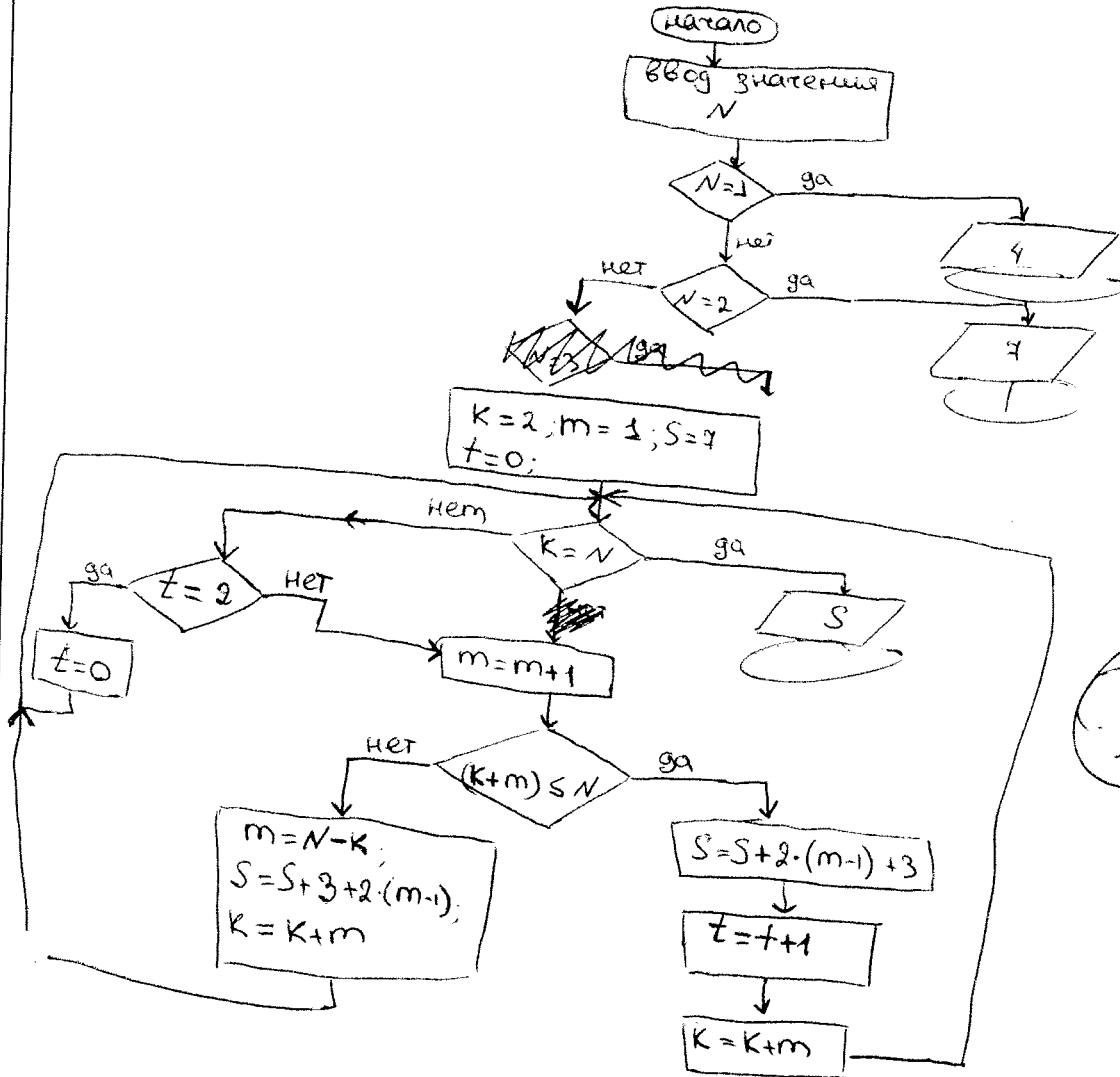 начало
ввод значения
N
N=1
да
4
нет
нет
N=2
да
7
K=2; m=1; S=7
t=0;
нет
K=N
да
S
да
t=2
нет
t=0
m=m+1
нет
(K+m) ≤ N
да
m=N-K;
S=S+3+2·(m-1);
K=K+m
S=S+2·(m-1)+3
t=t+1
K=K+m